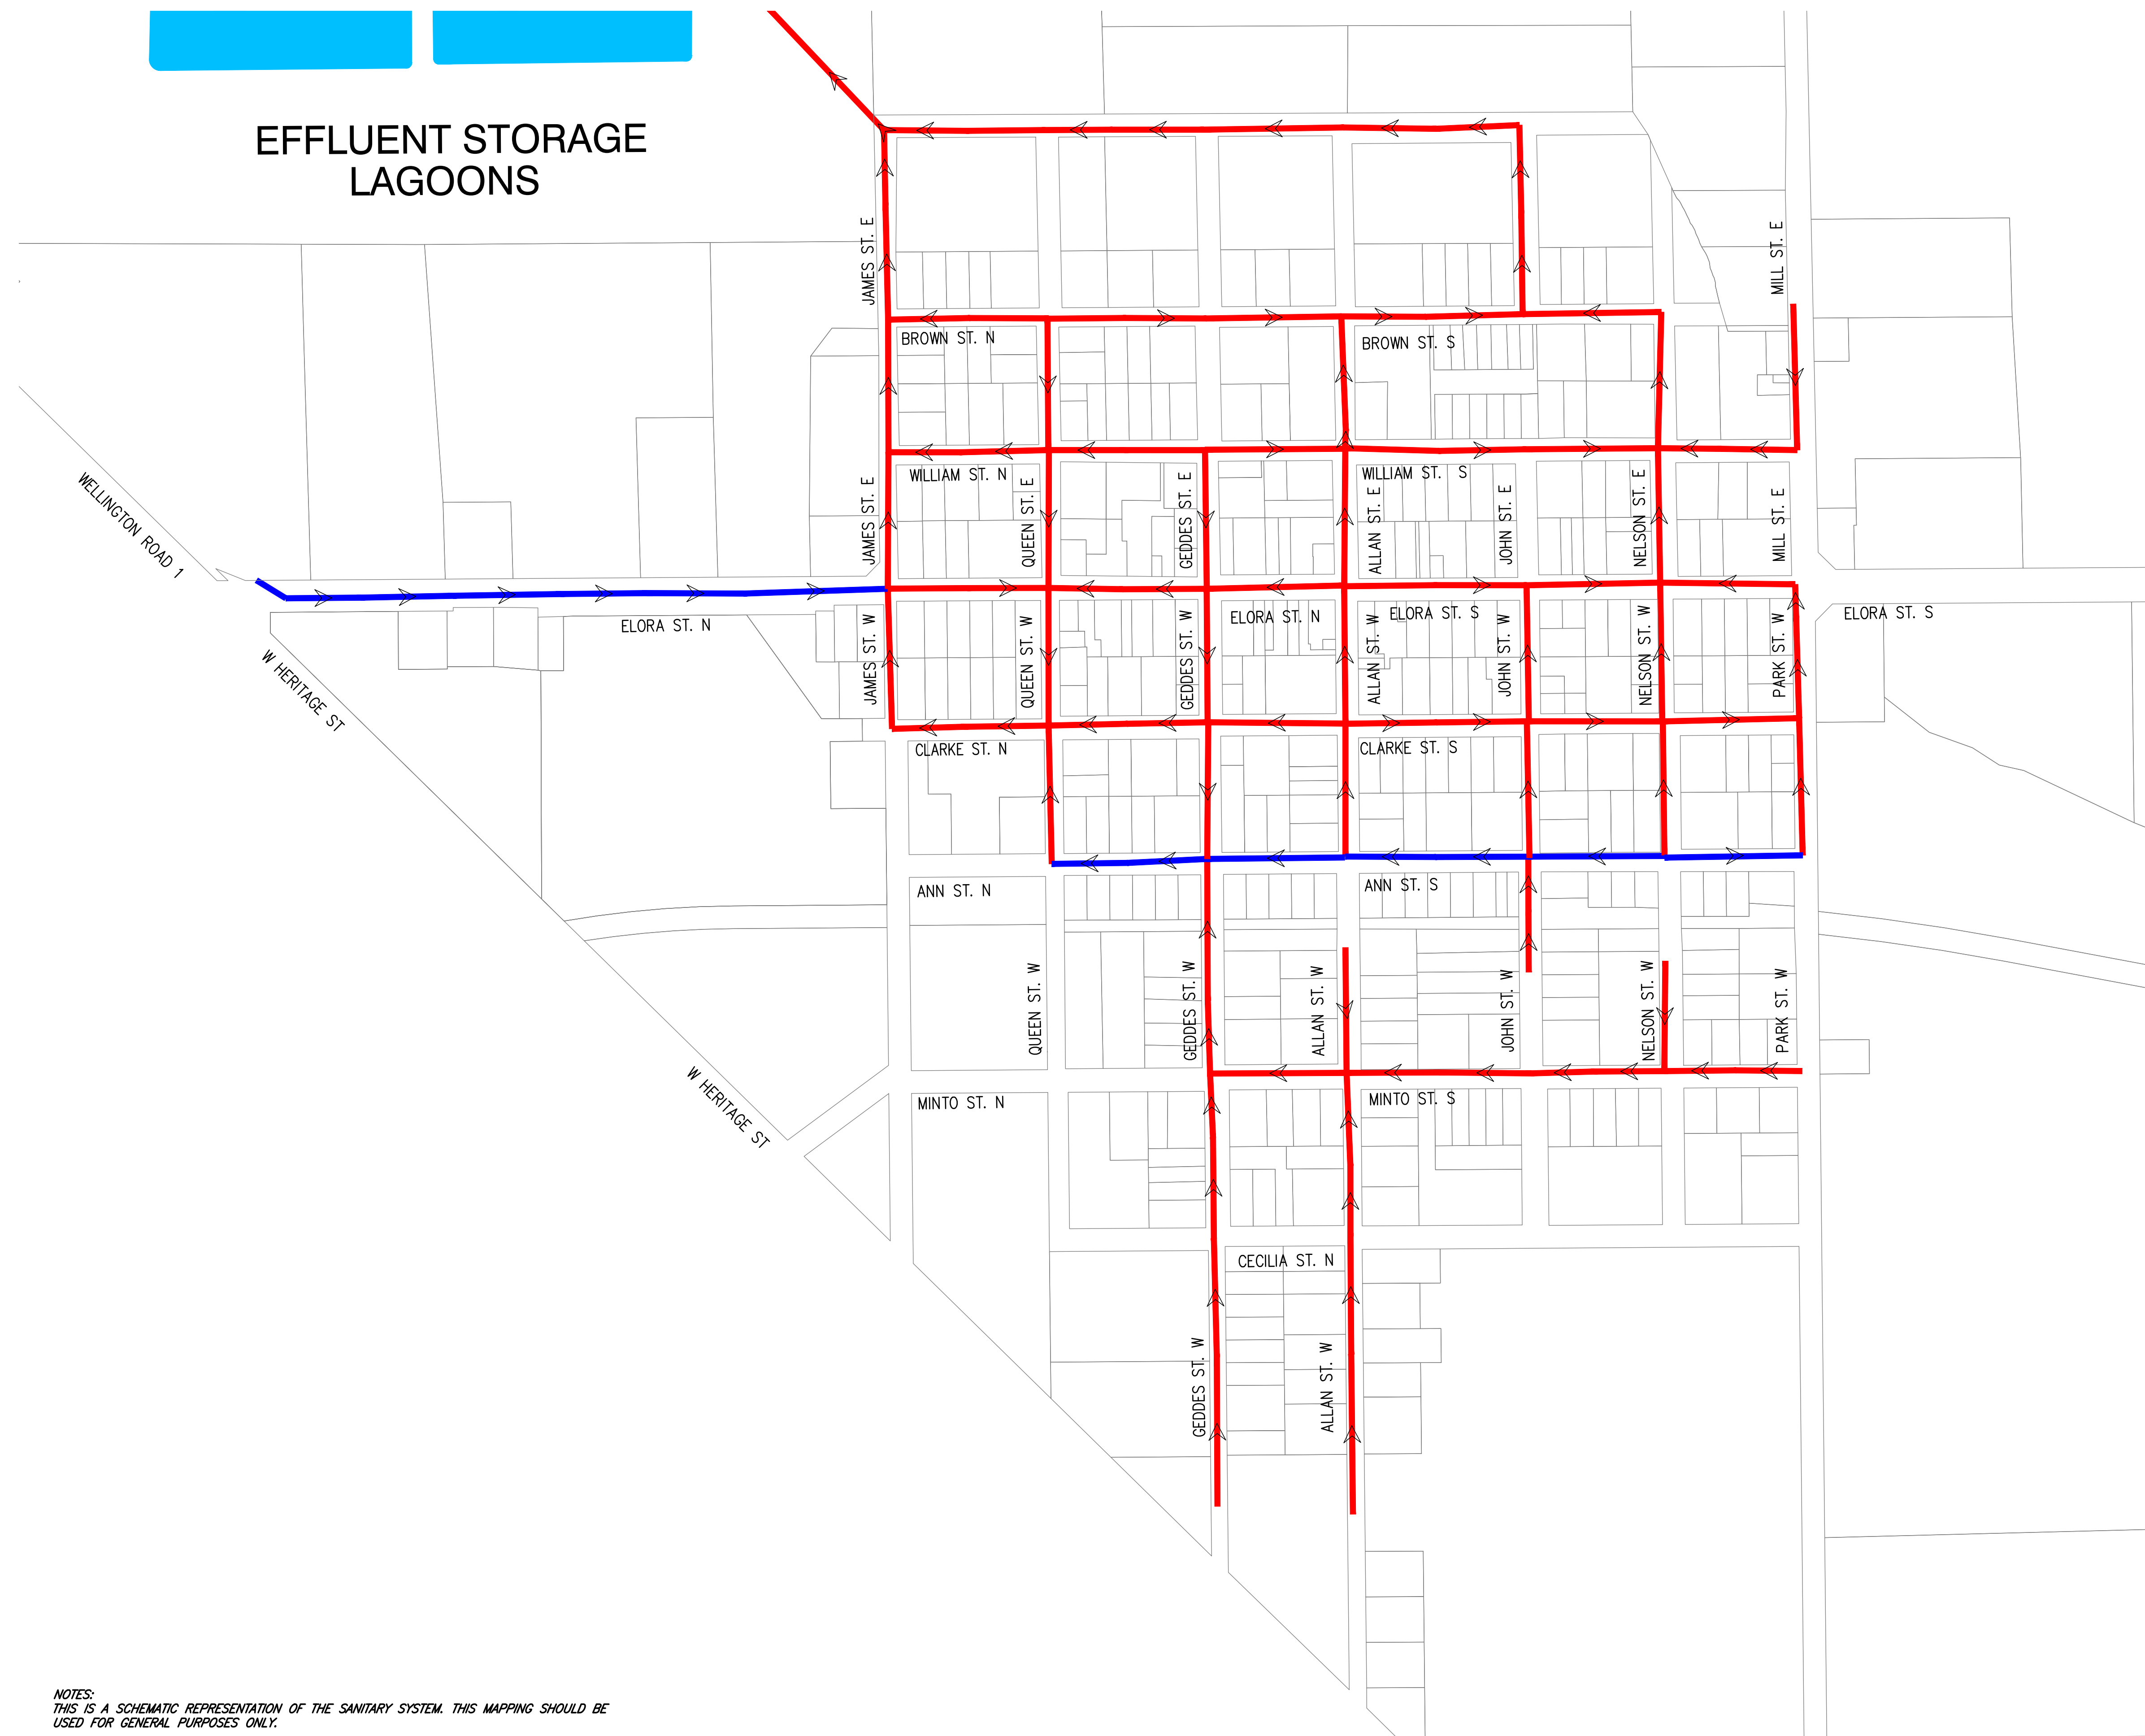 EFFLUENT STORAGE
LAGOONS
JAMES ST. E
MILL ST. E
BROWN ST. N
BROWN ST. S
WELLINGTON ROAD 1
JAMES ST. E
WILLIAM ST. N
QUEEN ST. E
GEDDES ST. E
WILLIAM ST. S
ALLAN ST. E
JOHN ST. E
NELSON ST. E
MILL ST. E
ELORA ST. N
JAMES ST. W
QUEEN ST. W
GEDDES ST. W
ELORA ST. N
ALLAN ST. W
ELORA ST. S
JOHN ST. W
NELSON ST. W
PARK ST. W
ELORA ST. S
W HERITAGE ST
CLARKE ST. N
CLARKE ST. S
ANN ST. N
ANN ST. S
QUEEN ST. W
GEDDES ST. W
ALLAN ST. W
JOHN ST. W
NELSON ST. W
PARK ST. W
W HERITAGE ST
MINTO ST. N
MINTO ST. S
CECILIA ST. N
GEDDES ST. W
ALLAN ST. W
NOTES:
THIS IS A SCHEMATIC REPRESENTATION OF THE SANITARY SYSTEM. THIS MAPPING SHOULD BE
USED FOR GENERAL PURPOSES ONLY.